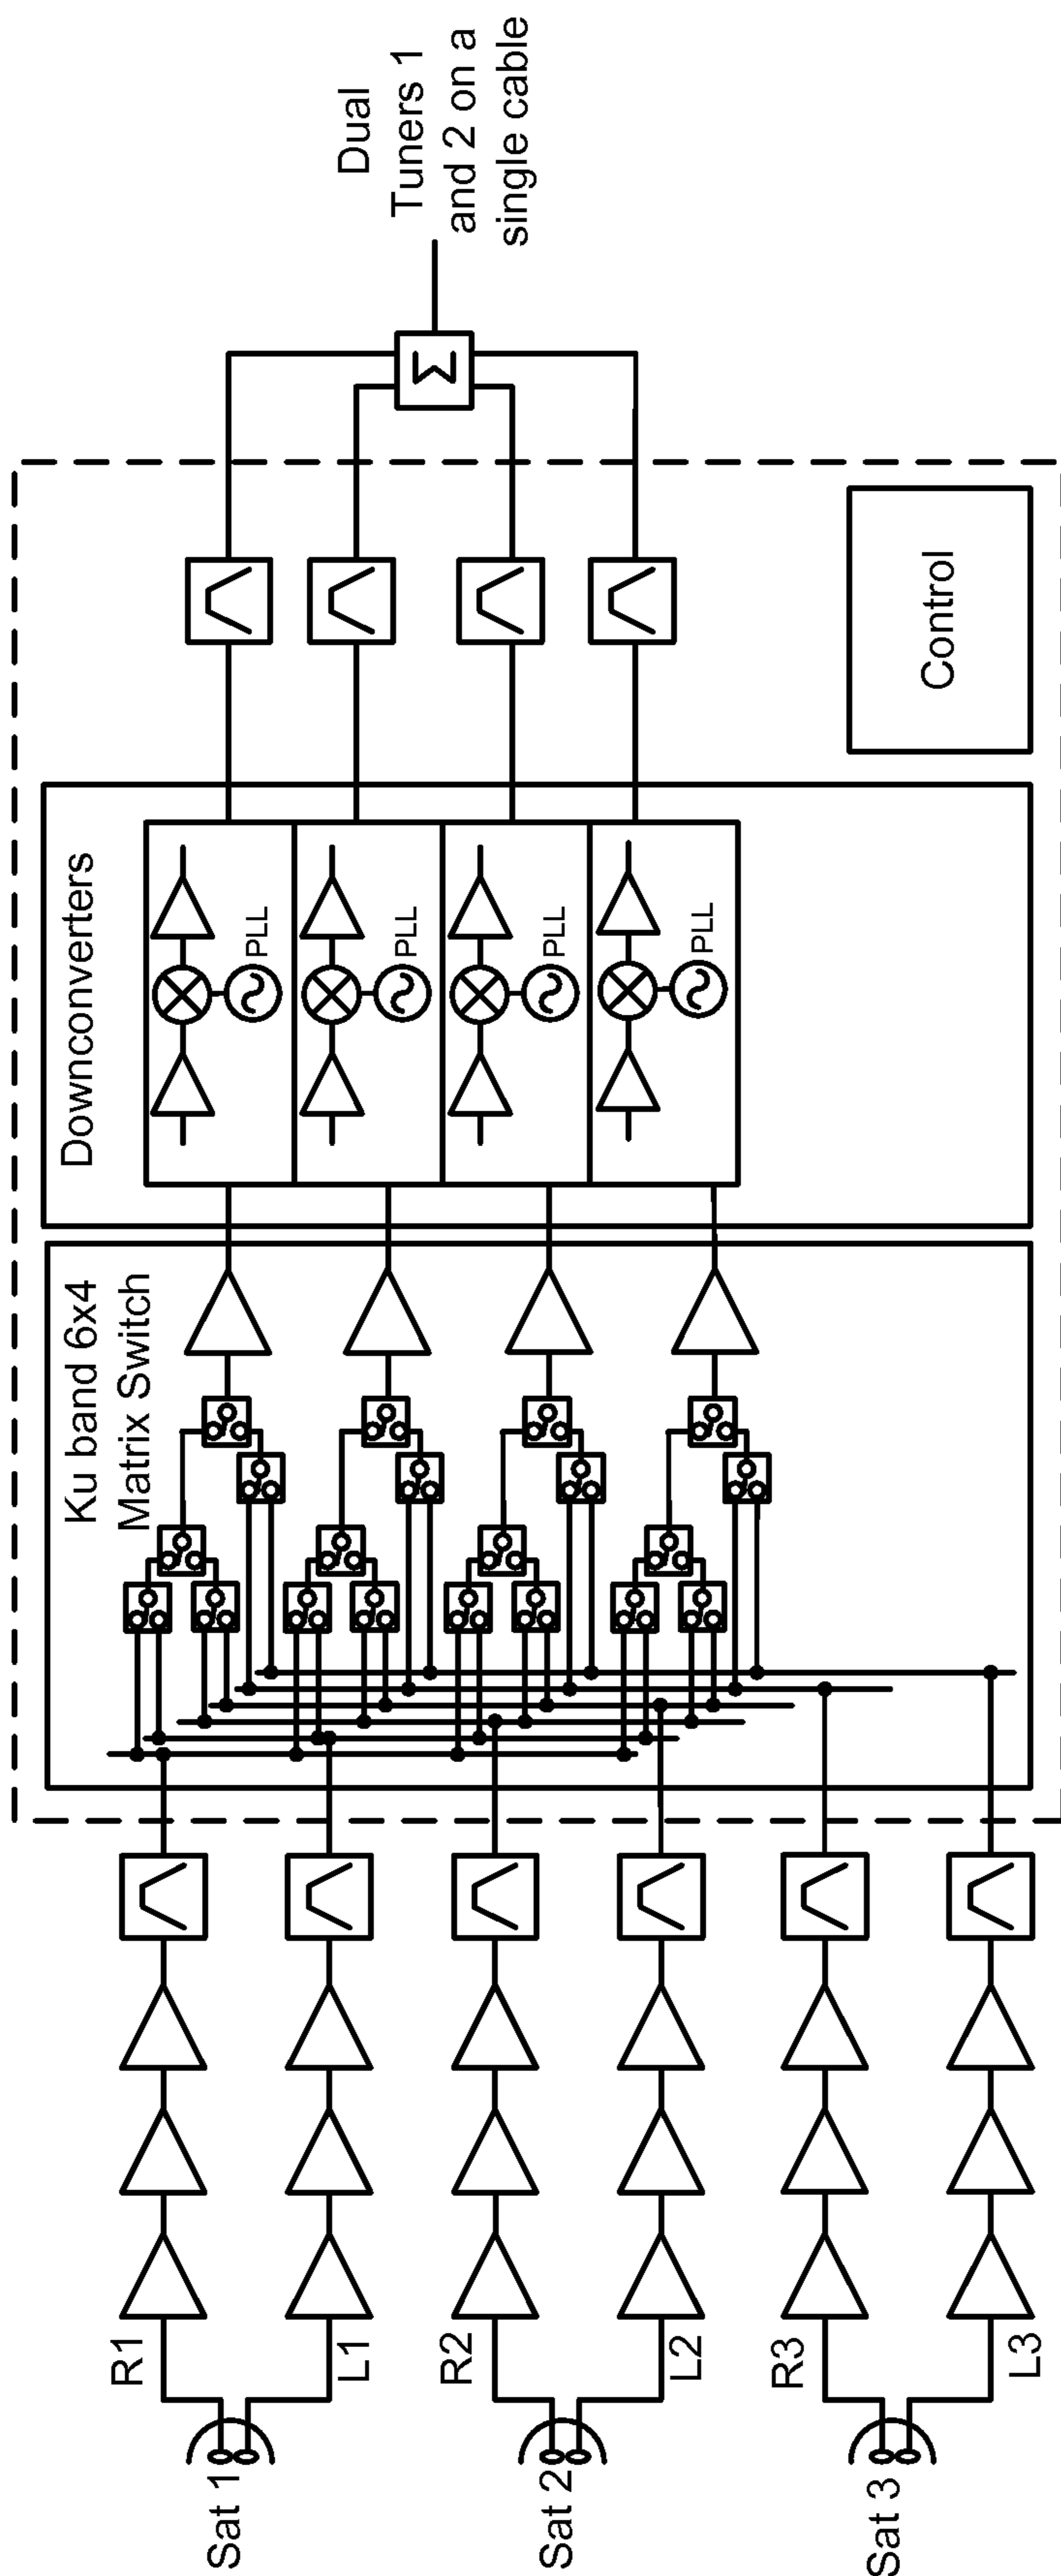 Sat 1
Sat 2
Sat 3
R1
L1
R2
L2
R3
L3
Ku band 6x4
Matrix Switch
Downconverters
PLL
PLL
PLL
PLL
Control
Σ
Dual
Tuners 1
and 2 on a
single cable